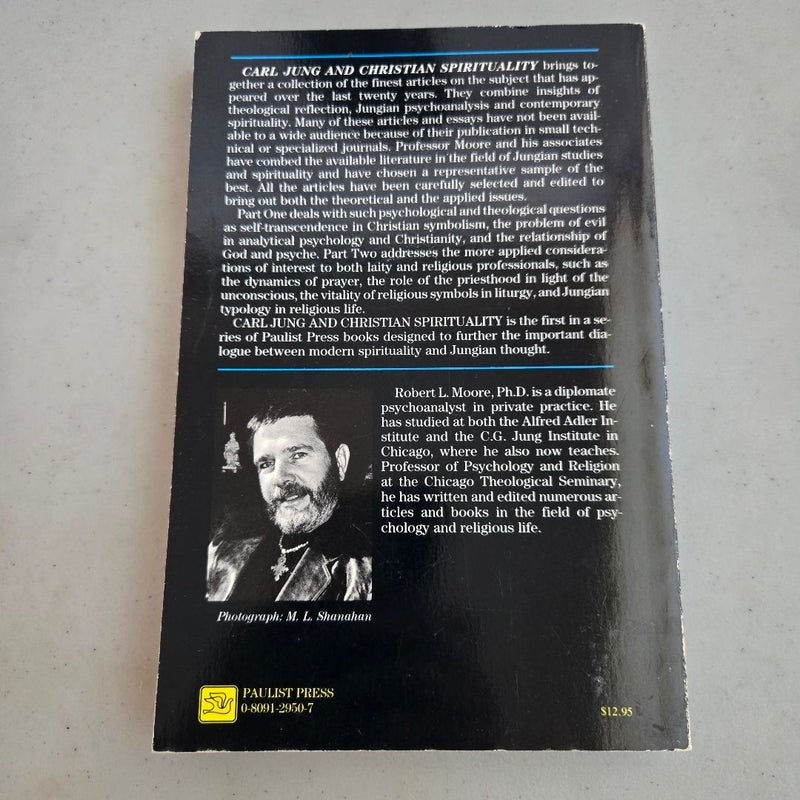 CARL JUNG AND CHRISTIAN SPIRITUALITY brings to-
gether a collection of the finest articles on the subject that has ap-
peared over the last twenty years. They combine insights of
theological reflection, Jungian psychoanalysis and contemporary
spirituality. Many of these articles and essays have not been avail-
able to a wide audience because of their publication in small tech-
nical or specialized journals. Professor Moore and his associates
have combed the available literature in the field of Jungian studies
and spirituality and have chosen a representative sample of the
best. All the articles have been carefully selected and edited to
bring out both the theoretical and the applied issues.
Part One deals with such psychological and theological questions
as self-transcendence in Christian symbolism, the problem of evil
in analytical psychology and Christianity, and the relationship of
God and psyche. Part Two addresses the more applied considera-
tions of interest to both laity and religious professionals, such as
the dynamics of prayer, the role of the priesthood in light of the
unconscious, the vitality of religious symbols in liturgy, and Jungian
typology in religious life.
CARL JUNG AND CHRISTIAN SPIRITUALITY is the first in a se-
ries of Paulist Press books designed to further the important dia-
logue between modern spirituality and Jungian thought.
Robert L. Moore, Ph.D. is a diplomate
psychoanalyst in private practice. He
has studied at both the Alfred Adler In-
stitute and the C.G. Jung Institute in
Chicago, where he also now teaches.
Professor of Psychology and Religion
at the Chicago Theological Seminary,
he has written and edited numerous ar-
ticles and books in the field of psy-
chology and religious life.
Photograph: M. L. Shanahan
PAULIST PRESS
0-8091-2950-7
$12.95